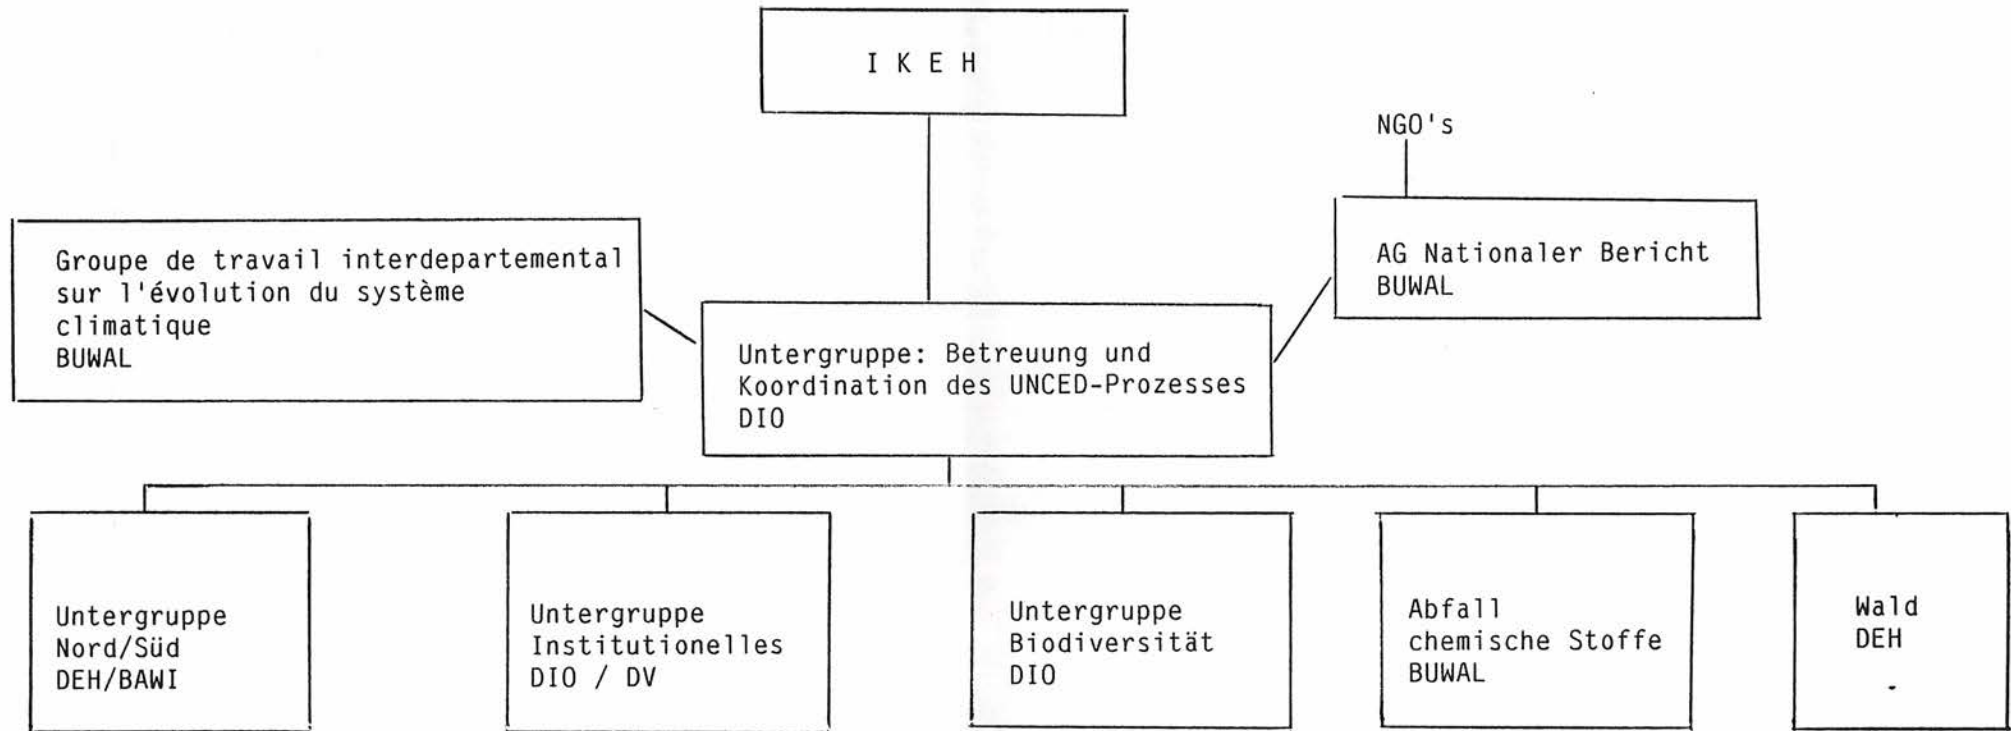 I K E H
NGO's
Groupe de travail interdepartemental
sur l'évolution du système
climatique
BUWAL
AG Nationaler Bericht
BUWAL
Untergruppe: Betreuung und
Koordination des UNCED-Prozesses
DIO
Untergruppe
Nord/Süd
DEH/BAWI
Untergruppe
Institutionelles
DIO / DV
Untergruppe
Biodiversität
DIO
Abfall
chemische Stoffe
BUWAL
Wald
DEH